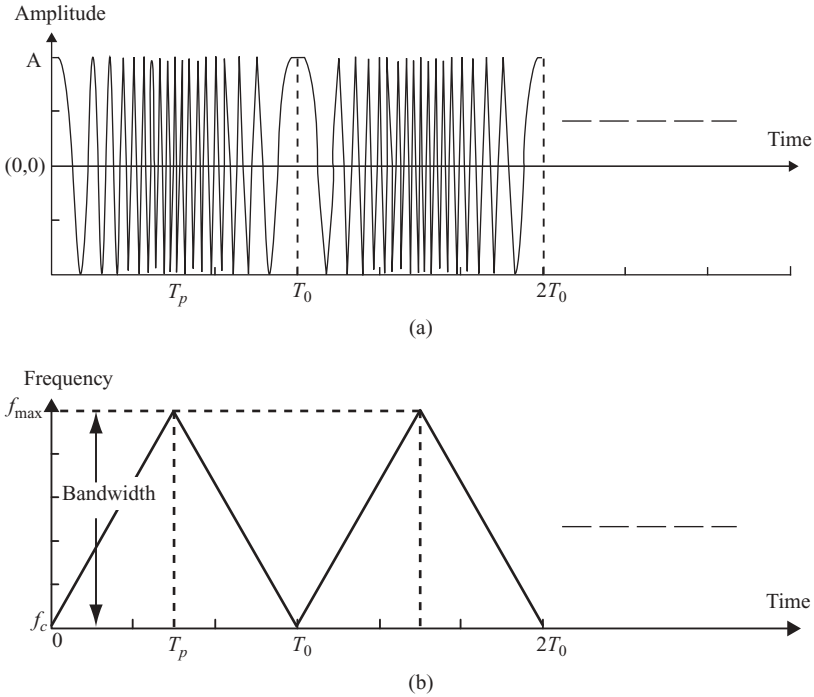 Amplitude
A
(0,0)
Time
T_p
T_0
2T_0
(a)
Frequency
f_max
Bandwidth
f_c
Time
0
T_p
T_0
2T_0
(b)